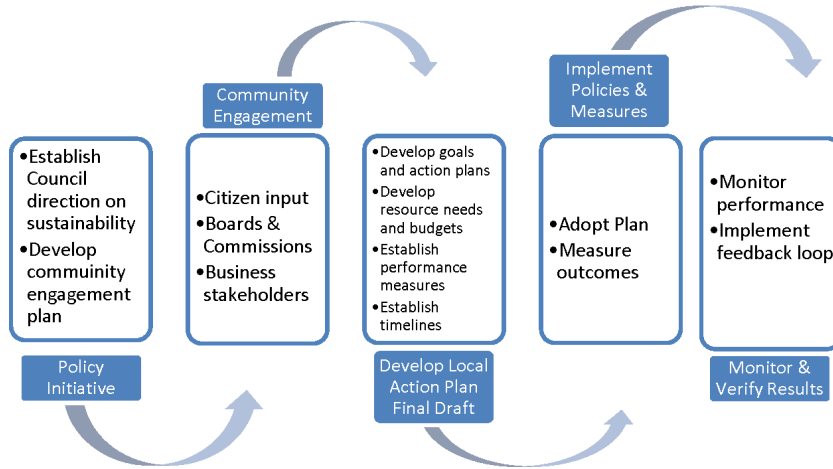 Policy
Initiative
•Establish
Council
direction on
sustainability
•Develop
commuinity
engagement
plan
Community
Engagement
•Citizen input
•Boards &
Commissions
•Business
stakeholders
Develop Local
Action Plan
Final Draft
•Develop goals
and action plans
•Develop
resource needs
and budgets
•Establish
performance
measures
•Establish
timelines
Implement
Policies &
Measures
•Adopt Plan
•Measure
outcomes
Monitor &
Verify Results
•Monitor
performance
•Implement
feedback loop